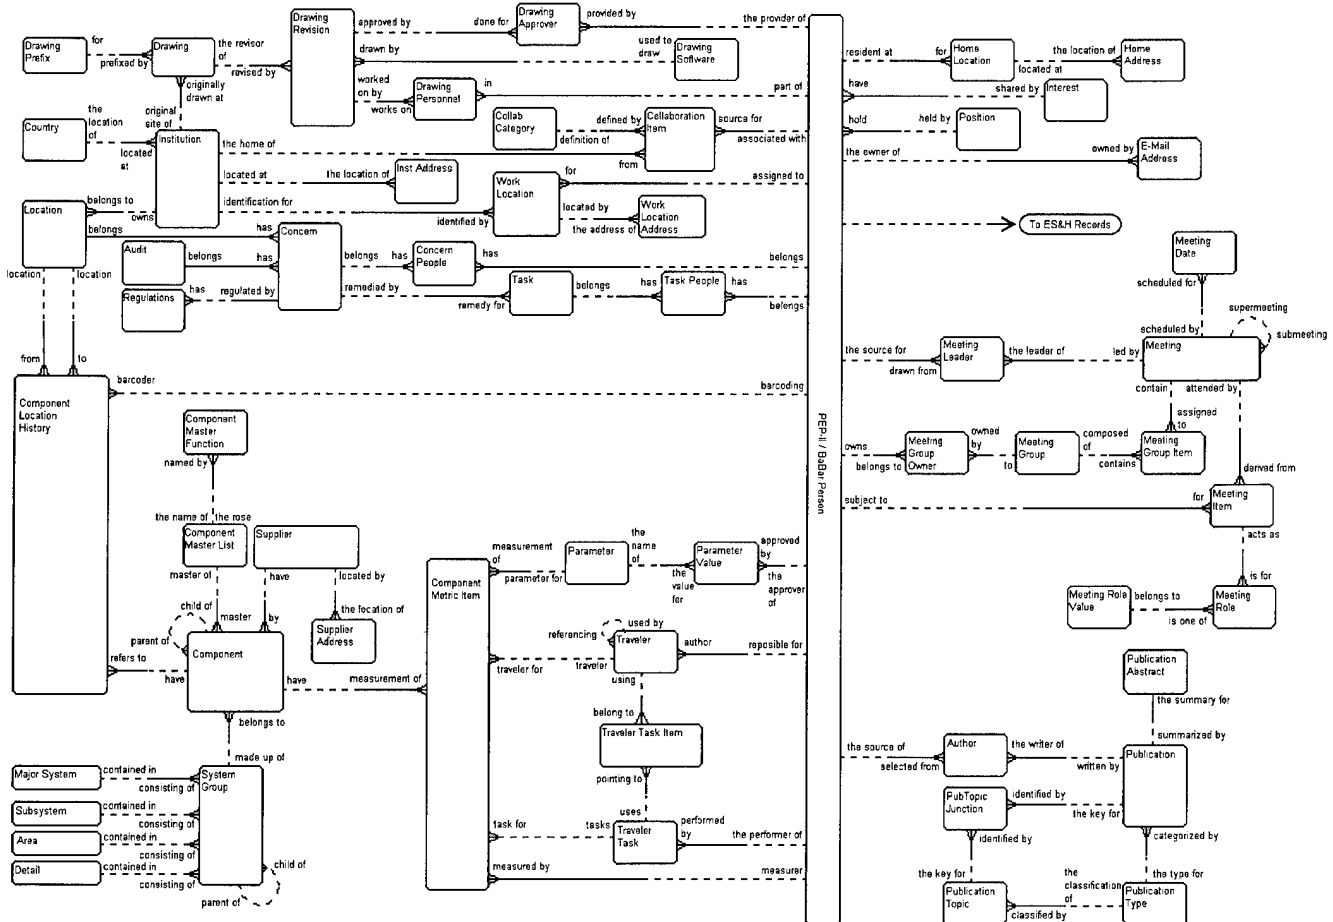 Drawing
Prefix
for
prefixed by
Drawing
the revisor
of
revised by
Drawing
Revision
approved by
done for
Drawing
Approver
provided by
the provider of
drawn by
used to
draw
Drawing
Software
worked
on by
works on
Drawing
Personnel
in
part of
originally
drawn at
original
site of
Country
the
location
of
located
at
Institution
the home of
from
Collab
Category
defined by
definition of
Collaboration
Item
source for
associated with
located at
the location of
Inst Address
Work
Location
for
assigned to
identification for
identified by
located by
the address of
Work
Location
Address
Location
belongs to
owns
belongs
has
Concern
Audit
belongs
has
Regulations
has
regulated by
belongs
has
Concern
People
has
belongs
remedied by
remedy for
Task
belongs
has
Task People
has
belongs
location
location
from
to
Component
Location
History
barcoder
barcoding
Component
Master
Function
named by
the name of the rose
Component
Master List
master of
master
Supplier
have
by
located by
the location of
Supplier
Address
child of
parent of
Component
refers to
have
have
measurement of
belongs to
made up of
System
Group
Major System
contained in
consisting of
Subsystem
contained in
consisting of
Area
contained in
consisting of
Detail
contained in
consisting of
child of
parent of
Component
Metric Item
measurement
of
parameter for
Parameter
the
name
of
the
value
for
Parameter
Value
approved
by
the
approver
of
referencing
used by
Traveler
author
reposible for
traveler for
traveler
using
belong to
Traveler Task Item
pointing to
uses
task for
tasks
Traveler
Task
performed
by
the performer of
measured by
measurer
PEP-II / BaBar Person
resident at
for
Home
Location
the location of
located at
Home
Address
have
shared by
Interest
hold
held by
Position
the owner of
owned by
E-Mail
Address
To ES&H Records
Meeting
Date
scheduled for
scheduled by
supermeeting
submeeting
Meeting
the source for
drawn from
Meeting
Leader
the leader of
led by
contain
attended by
assigned
to
owns
belongs to
Meeting
Group
Owner
owned
by
to
Meeting
Group
composed
of
contains
Meeting
Group Item
derived from
subject to
for
Meeting
Item
acts as
is for
Meeting Role
Value
belongs to
is one of
Meeting
Role
Publication
Abstract
the summary for
summarized by
the source of
selected from
Author
the writer of
written by
Publication
PubTopic
Junction
identified by
the key for
identified by
categorized by
the key for
Publication
Topic
the
classification
of
classified by
the type for
Publication
Type